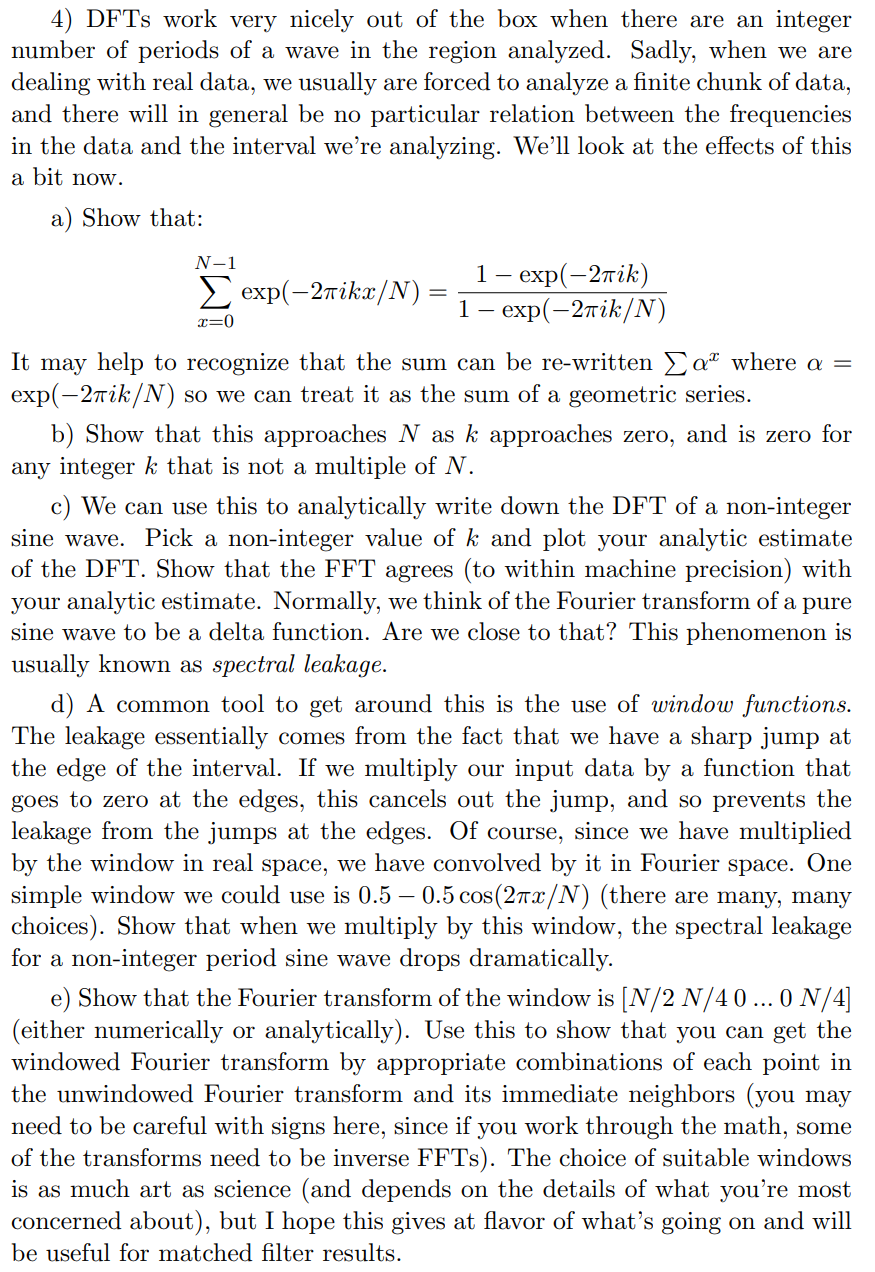 4) DFTs work very nicely out of the box when there are an integer
number of periods of a wave in the region analyzed. Sadly, when we are
dealing with real data, we usually are forced to analyze a finite chunk of data,
and there will in general be no particular relation between the frequencies
in the data and the interval we're analyzing. We'll look at the effects of this
a bit now.
a) Show that:
∑_{x=0}^{N−1} exp(−2πikx/N) = (1 − exp(−2πik)) / (1 − exp(−2πik/N))
It may help to recognize that the sum can be re-written ∑ α^x where α =
exp(−2πik/N) so we can treat it as the sum of a geometric series.
b) Show that this approaches N as k approaches zero, and is zero for
any integer k that is not a multiple of N.
c) We can use this to analytically write down the DFT of a non-integer
sine wave. Pick a non-integer value of k and plot your analytic estimate
of the DFT. Show that the FFT agrees (to within machine precision) with
your analytic estimate. Normally, we think of the Fourier transform of a pure
sine wave to be a delta function. Are we close to that? This phenomenon is
usually known as spectral leakage.
d) A common tool to get around this is the use of window functions.
The leakage essentially comes from the fact that we have a sharp jump at
the edge of the interval. If we multiply our input data by a function that
goes to zero at the edges, this cancels out the jump, and so prevents the
leakage from the jumps at the edges. Of course, since we have multiplied
by the window in real space, we have convolved by it in Fourier space. One
simple window we could use is 0.5 − 0.5 cos(2πx/N) (there are many, many
choices). Show that when we multiply by this window, the spectral leakage
for a non-integer period sine wave drops dramatically.
e) Show that the Fourier transform of the window is [N/2 N/4 0 ... 0 N/4]
(either numerically or analytically). Use this to show that you can get the
windowed Fourier transform by appropriate combinations of each point in
the unwindowed Fourier transform and its immediate neighbors (you may
need to be careful with signs here, since if you work through the math, some
of the transforms need to be inverse FFTs). The choice of suitable windows
is as much art as science (and depends on the details of what you're most
concerned about), but I hope this gives at flavor of what's going on and will
be useful for matched filter results.